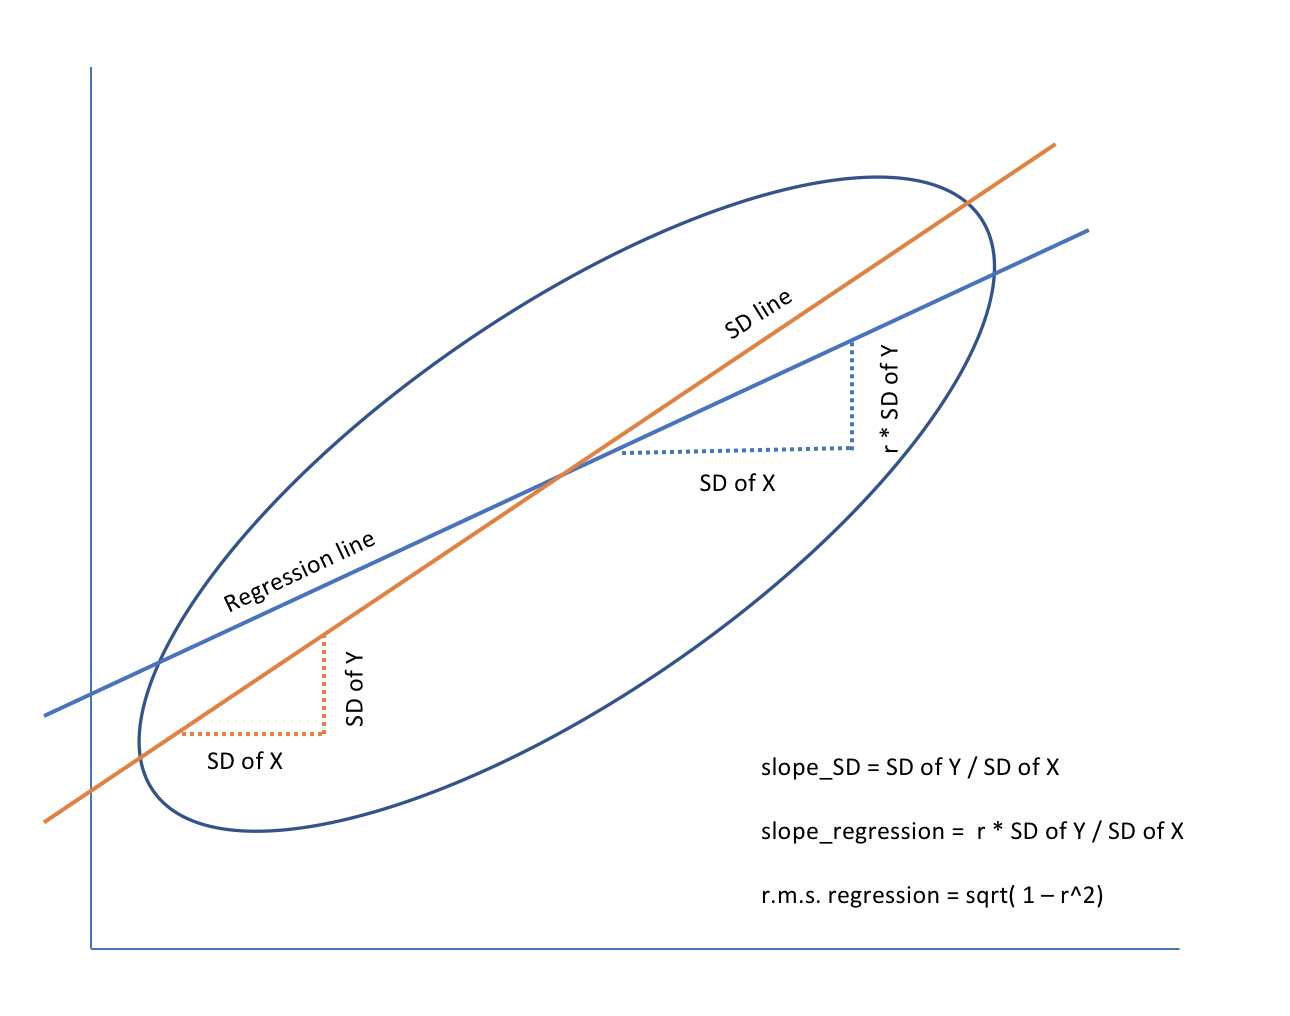 SD line
r * SD of Y
SD of X
Regression line
SD of Y
SD of X
slope_SD = SD of Y / SD of X
slope_regression =  r * SD of Y / SD of X
r.m.s. regression = sqrt( 1 – r^2)